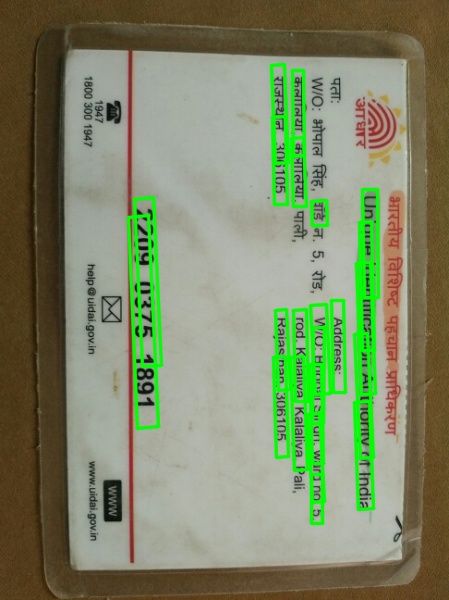 भारतीय विशिष्ट पहचान प्राधिकरण
Unique Identification Authority of India
आधार
पता:
W/O: भोपाल सिंह, न. 5, रोड,
कलालिया पाली,
राजस्थान, 306105
Address:
W/O: Bhopal Singh, ward no. 5,
rod, Kalaliya, Kalaliya, Pali,
Rajasthan, 306105
0375 1891
1947
1800 300 1947
help@uidai.gov.in
WWW
www.uidai.gov.in